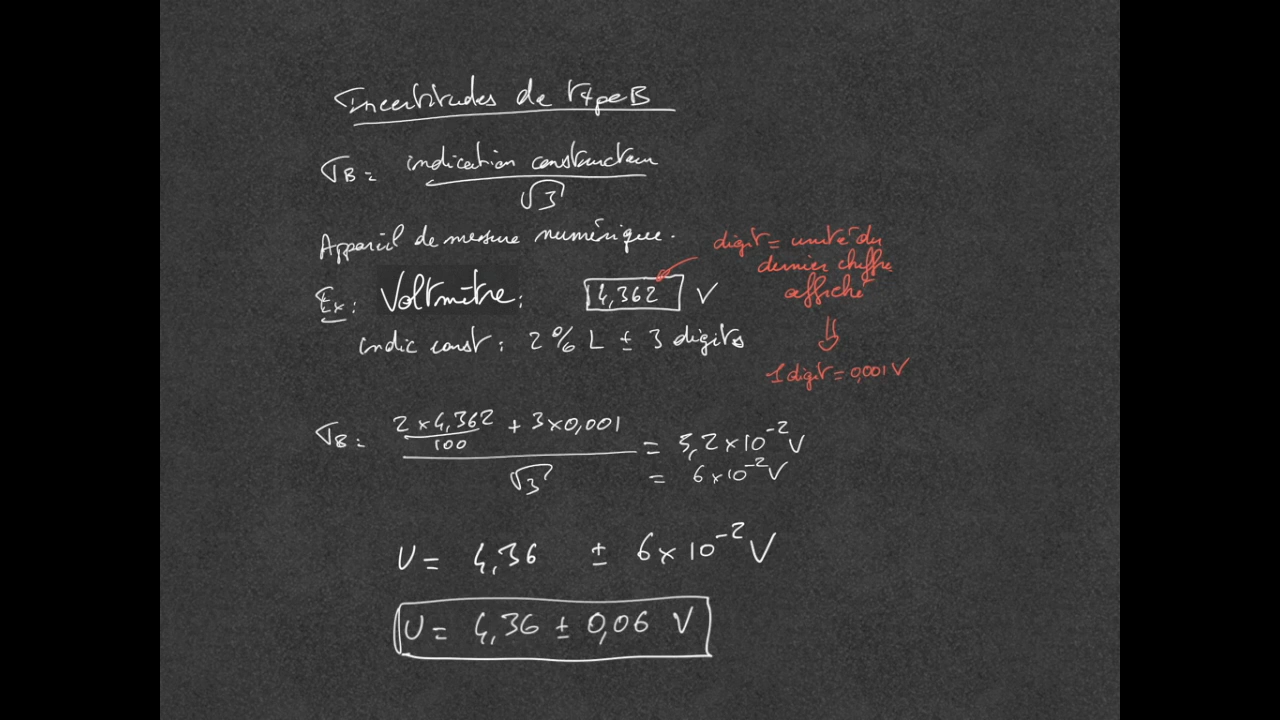 Incertitudes de type B
σB = indication constructeur / √3
Appareil de mesure numérique.
digit = unité du
dernier chiffre
affiché
⇓
1 digit = 0,001 V
Ex : Voltmètre : 4,362 V
indic const : 2 % L ± 3 digits
σB = (2 × 4,362 / 100 + 3 × 0,001) / √3 = 5,2 × 10⁻² V
= 6 × 10⁻² V
U = 4,36 ± 6 × 10⁻² V
U = 4,36 ± 0,06 V